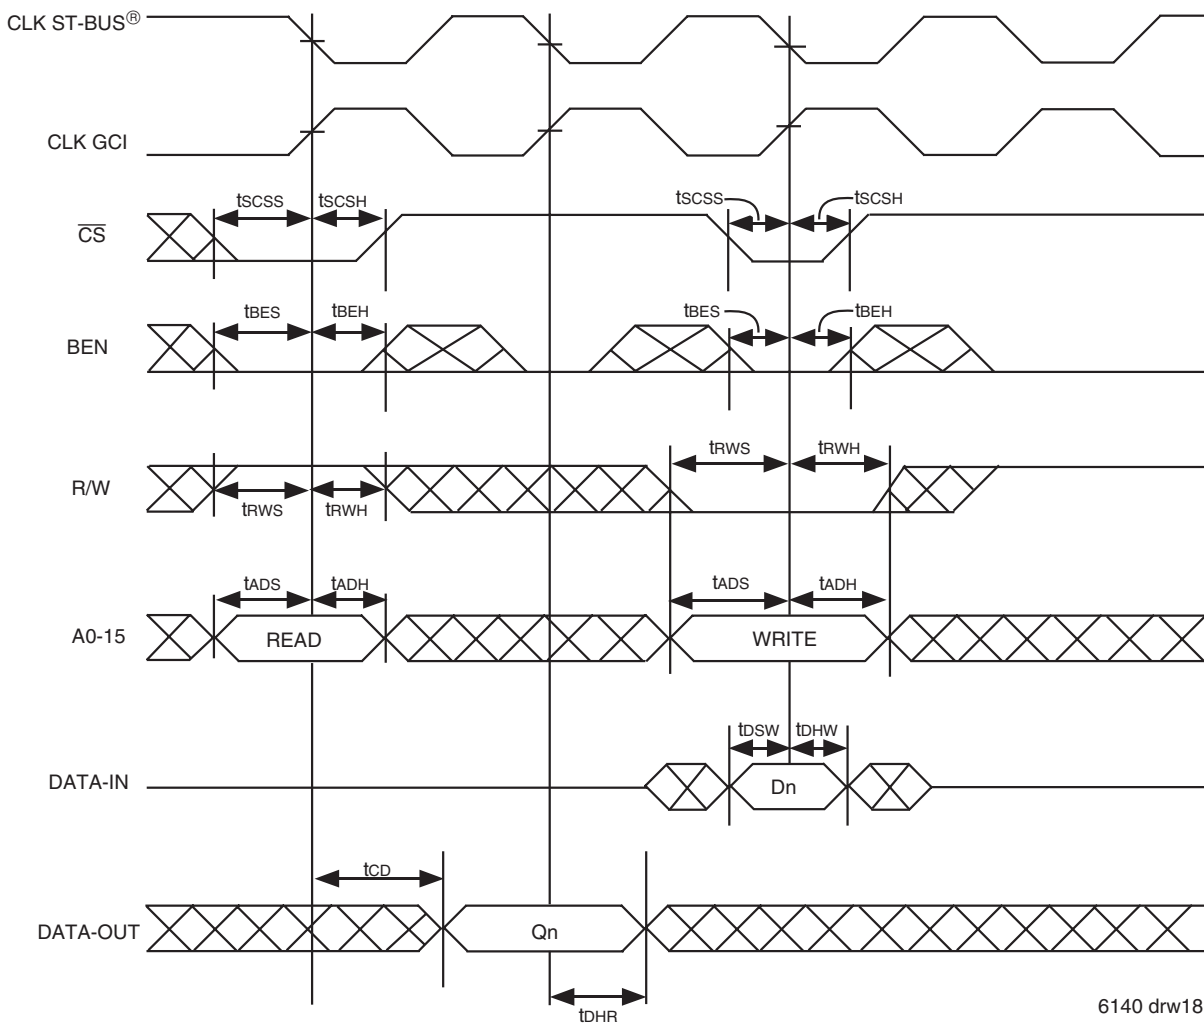 CLK ST-BUS®
CLK GCI
tSCSS tSCSH tSCSS tSCSH
CS
tBES tBEH tBES tBEH
BEN
tRWS tRWH
R/W
tRWS tRWH
tADS tADH tADS tADH
A0-15 READ WRITE
tDSW tDHW
DATA-IN Dn
tCD
DATA-OUT Qn
tDHR
6140 drw18